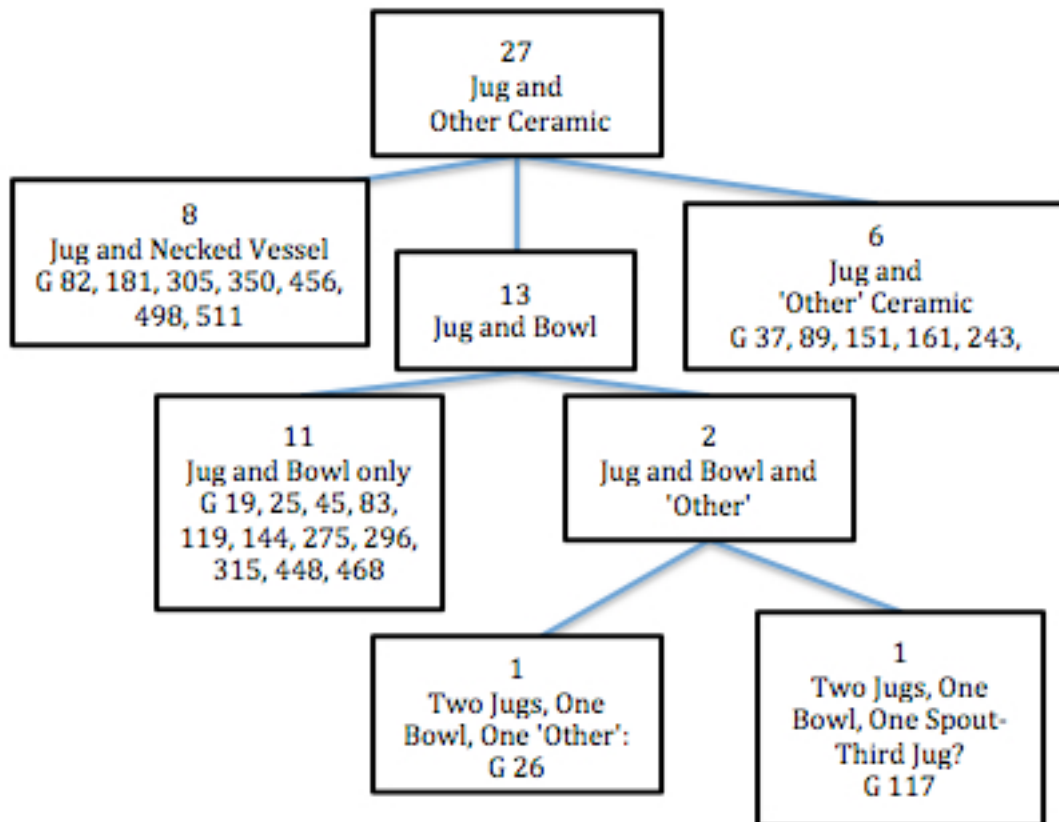 27
Jug and
Other Ceramic
8
Jug and Necked Vessel
G 82, 181, 305, 350, 456,
498, 511
13
Jug and Bowl
6
Jug and
'Other' Ceramic
G 37, 89, 151, 161, 243,
11
Jug and Bowl only
G 19, 25, 45, 83,
119, 144, 275, 296,
315, 448, 468
2
Jug and Bowl and
'Other'
1
Two Jugs, One
Bowl, One 'Other':
G 26
1
Two Jugs, One
Bowl, One Spout-
Third Jug?
G 117